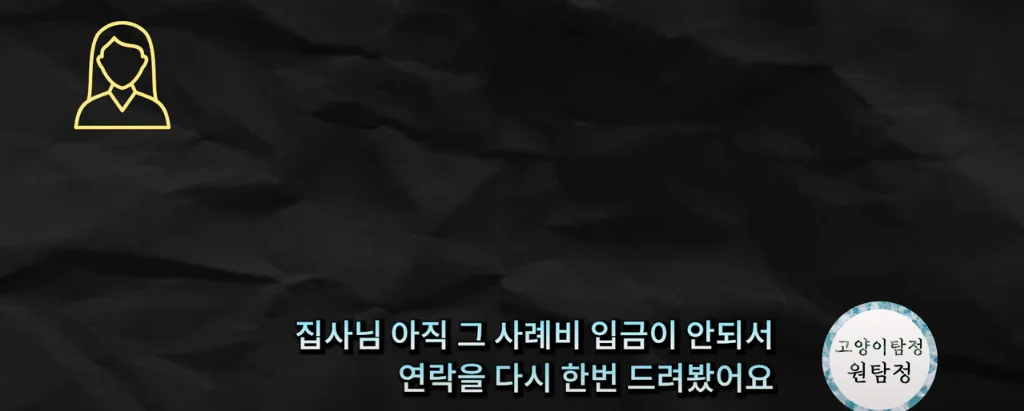 집사님 아직 그 사례비 입금이 안되서
연락을 다시 한번 드려봤어요
고양이탐정
원탐정